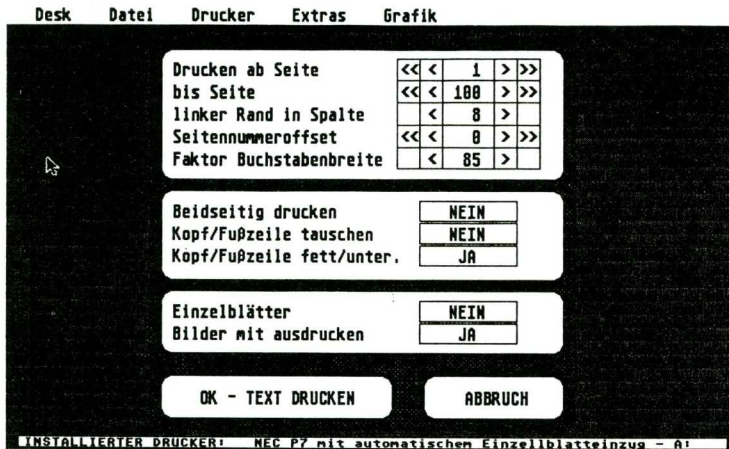 Desk Datei Drucker Extras Grafik
Drucken ab Seite << < 1 > >>
bis Seite << < 100 > >>
linker Rand in Spalte < 8 >
Seitennummeroffset << < 0 > >>
Faktor Buchstabenbreite < 85 >
Beidseitig drucken NEIN
Kopf/Fußzeile tauschen NEIN
Kopf/Fußzeile fett/unter. JA
Einzelblätter NEIN
Bilder mit ausdrucken JA
OK - TEXT DRUCKEN ABBRUCH
INSTALLIERTER DRUCKER: NEC P7 mit automatischem Einzellblatteinzug - A: